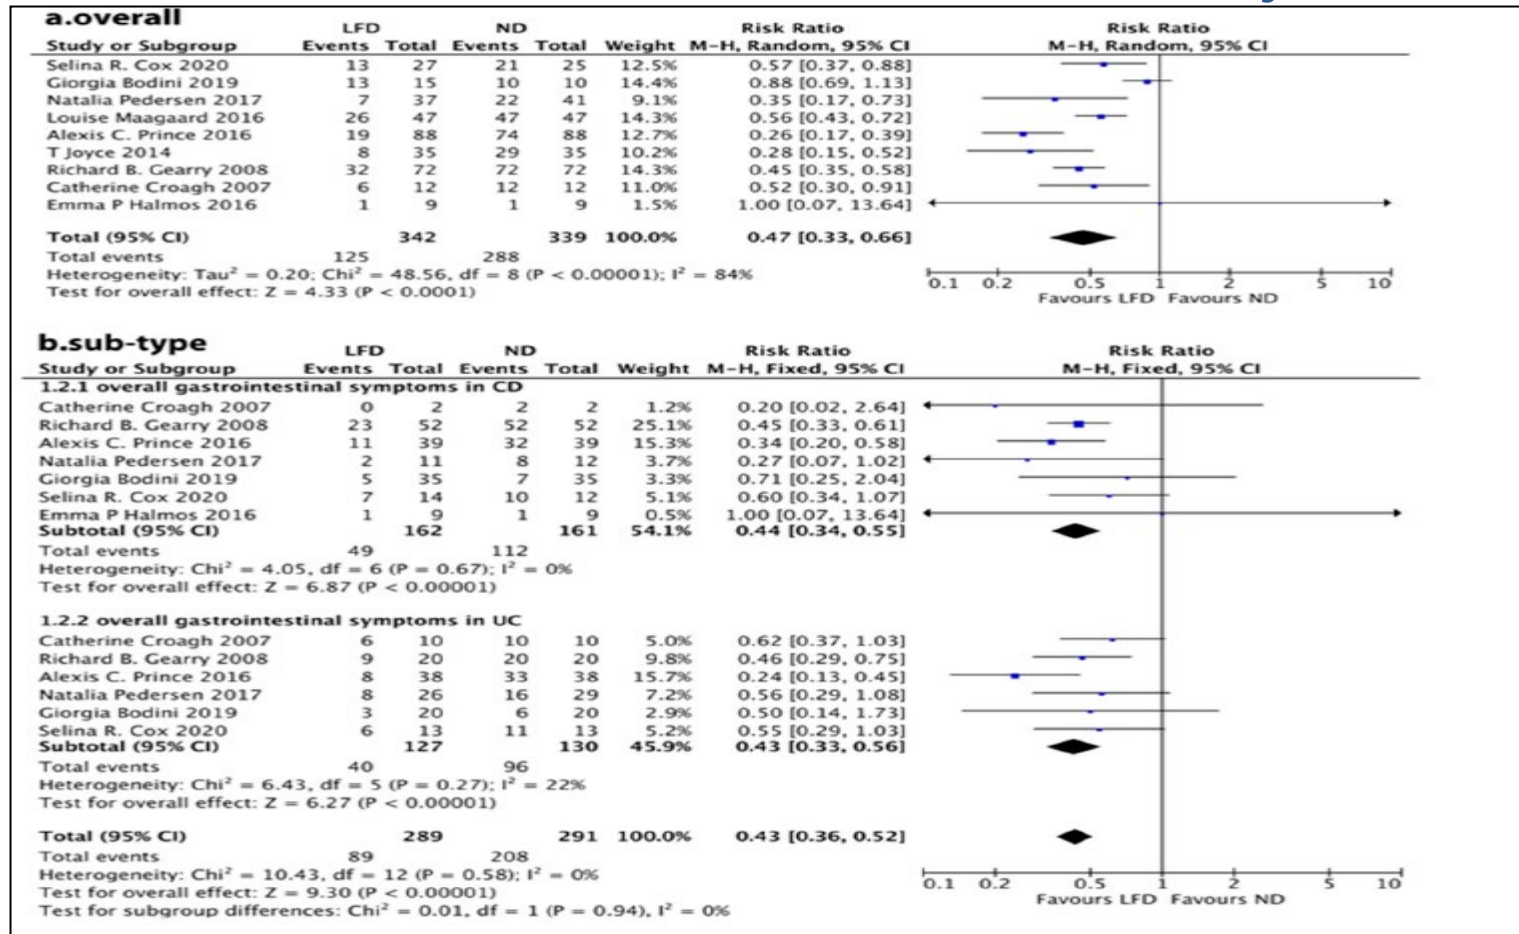 a.overall
LFD ND Risk Ratio Risk Ratio
Study or Subgroup Events Total Events Total Weight M-H, Random, 95% CI M-H, Random, 95% CI
Selina R. Cox 2020 13 27 21 25 12.5% 0.57 [0.37, 0.88]
Giorgia Bodini 2019 13 15 10 10 14.4% 0.88 [0.69, 1.13]
Natalia Pedersen 2017 7 37 22 41 9.1% 0.35 [0.17, 0.73]
Louise Maagaard 2016 26 47 47 47 14.3% 0.56 [0.43, 0.72]
Alexis C. Prince 2016 19 88 74 88 12.7% 0.26 [0.17, 0.39]
T Joyce 2014 8 35 29 35 10.2% 0.28 [0.15, 0.52]
Richard B. Gearry 2008 32 72 72 72 14.3% 0.45 [0.35, 0.58]
Catherine Croagh 2007 6 12 12 12 11.0% 0.52 [0.30, 0.91]
Emma P Halmos 2016 1 9 1 9 1.5% 1.00 [0.07, 13.64]
Total (95% CI) 342 339 100.0% 0.47 [0.33, 0.66]
Total events 125 288
Heterogeneity: Tau² = 0.20; Chi² = 48.56, df = 8 (P < 0.00001); I² = 84%
Test for overall effect: Z = 4.33 (P < 0.0001)
0.1 0.2 0.5 1 2 5 10
Favours LFD Favours ND
b.sub-type
LFD ND Risk Ratio Risk Ratio
Study or Subgroup Events Total Events Total Weight M-H, Fixed, 95% CI M-H, Fixed, 95% CI
1.2.1 overall gastrointestinal symptoms in CD
Catherine Croagh 2007 0 2 2 2 1.2% 0.20 [0.02, 2.64]
Richard B. Gearry 2008 23 52 52 52 25.1% 0.45 [0.33, 0.61]
Alexis C. Prince 2016 11 39 32 39 15.3% 0.34 [0.20, 0.58]
Natalia Pedersen 2017 2 11 8 12 3.7% 0.27 [0.07, 1.02]
Giorgia Bodini 2019 5 35 7 35 3.3% 0.71 [0.25, 2.04]
Selina R. Cox 2020 7 14 10 12 5.1% 0.60 [0.34, 1.07]
Emma P Halmos 2016 1 9 1 9 0.5% 1.00 [0.07, 13.64]
Subtotal (95% CI) 162 161 54.1% 0.44 [0.34, 0.55]
Total events 49 112
Heterogeneity: Chi² = 4.05, df = 6 (P = 0.67); I² = 0%
Test for overall effect: Z = 6.87 (P < 0.00001)
1.2.2 overall gastrointestinal symptoms in UC
Catherine Croagh 2007 6 10 10 10 5.0% 0.62 [0.37, 1.03]
Richard B. Gearry 2008 9 20 20 20 9.8% 0.46 [0.29, 0.75]
Alexis C. Prince 2016 8 38 33 38 15.7% 0.24 [0.13, 0.45]
Natalia Pedersen 2017 8 26 16 29 7.2% 0.56 [0.29, 1.08]
Giorgia Bodini 2019 3 20 6 20 2.9% 0.50 [0.14, 1.73]
Selina R. Cox 2020 6 13 11 13 5.2% 0.55 [0.29, 1.03]
Subtotal (95% CI) 127 130 45.9% 0.43 [0.33, 0.56]
Total events 40 96
Heterogeneity: Chi² = 6.43, df = 5 (P = 0.27); I² = 22%
Test for overall effect: Z = 6.27 (P < 0.00001)
Total (95% CI) 289 291 100.0% 0.43 [0.36, 0.52]
Total events 89 208
Heterogeneity: Chi² = 10.43, df = 12 (P = 0.58); I² = 0%
Test for overall effect: Z = 9.30 (P < 0.00001)
Test for subgroup differences: Chi² = 0.01, df = 1 (P = 0.94), I² = 0%
0.1 0.2 0.5 1 2 5 10
Favours LFD Favours ND